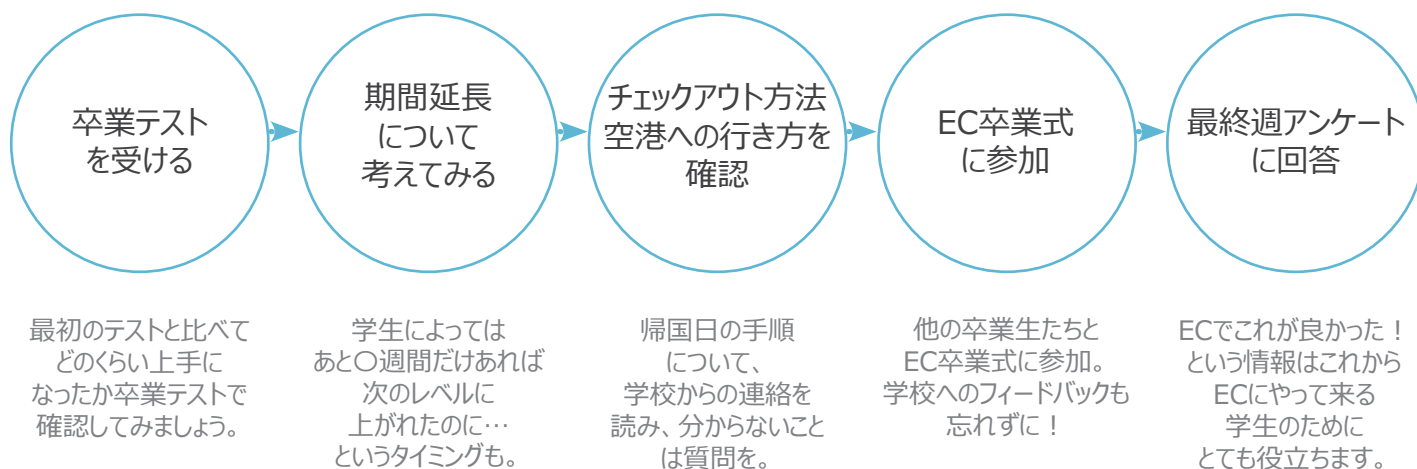 卒業テスト
を受ける
期間延長
について
考えてみる
チェックアウト方法
空港への行き方を
確認
EC卒業式
に参加
最終週アンケート
に回答
最初のテストと比べて
どのくらい上手に
なったか卒業テストで
確認してみましょう。
学生によっては
あと〇週間だけあれば
次のレベルに
上がれたのに…
というタイミングも。
帰国日の手順
について、
学校からの連絡を
読み、分からないこと
は質問を。
他の卒業生たちと
EC卒業式に参加。
学校へのフィードバックも
忘れずに！
ECでこれが良かった！
という情報はこれから
ECにやって来る
学生のために
とても役立ちます。